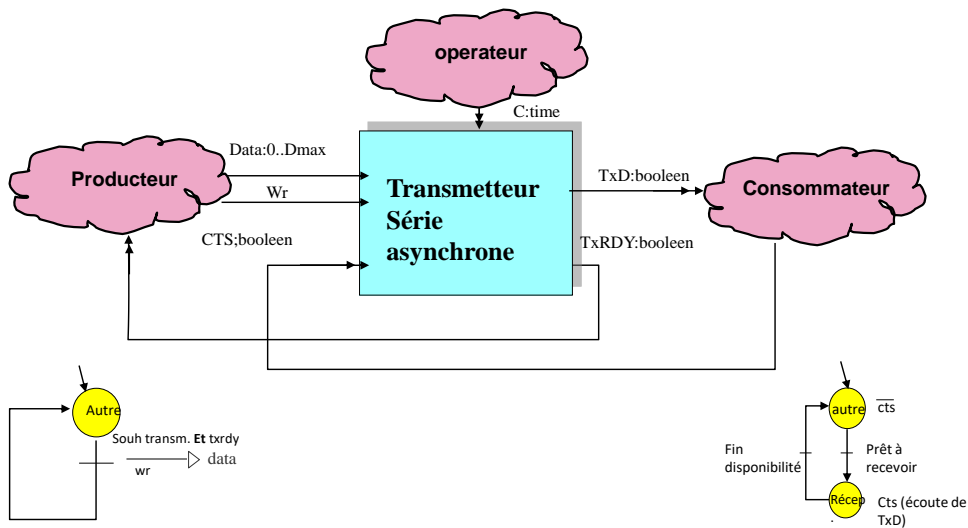 operateur
C:time
Data:0..Dmax
Producteur
Wr
Transmetteur
Série
asynchrone
TxD:booleen
Consommateur
CTS;booleen
TxRDY:booleen
Autre
Souh transm. Et txrdy
wr
data
autre
cts
Fin
disponibilité
Prêt à
recevoir
Récep
.
Cts (écoute de
TxD)